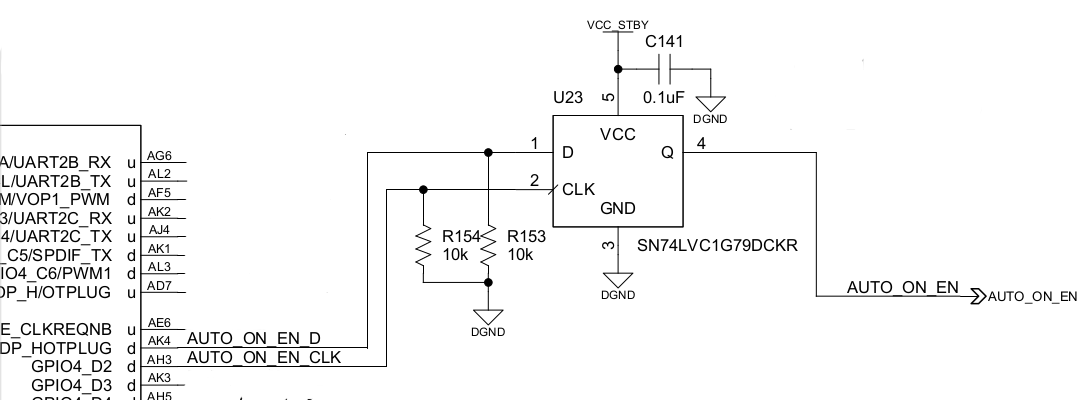 VCC_STBY
C141
0.1uF
DGND
U23
5
VCC
1
D
Q
4
2
CLK
GND
3
SN74LVC1G79DCKR
DGND
R154
10k
R153
10k
DGND
AUTO_ON_EN
AUTO_ON_EN
A/UART2B_RX u AG6
L/UART2B_TX u AL2
M/VOP1_PWM d AF5
3/UART2C_RX u AK2
4/UART2C_TX u AJ4
_C5/SPDIF_TX d AK1
IO4_C6/PWM1 d AL3
DP_H/OTPLUG u AD7
E_CLKREQNB u AE6
DP_HOTPLUG d AK4 AUTO_ON_EN_D
GPIO4_D2 d AH3 AUTO_ON_EN_CLK
GPIO4_D3 d AK3
d AH5